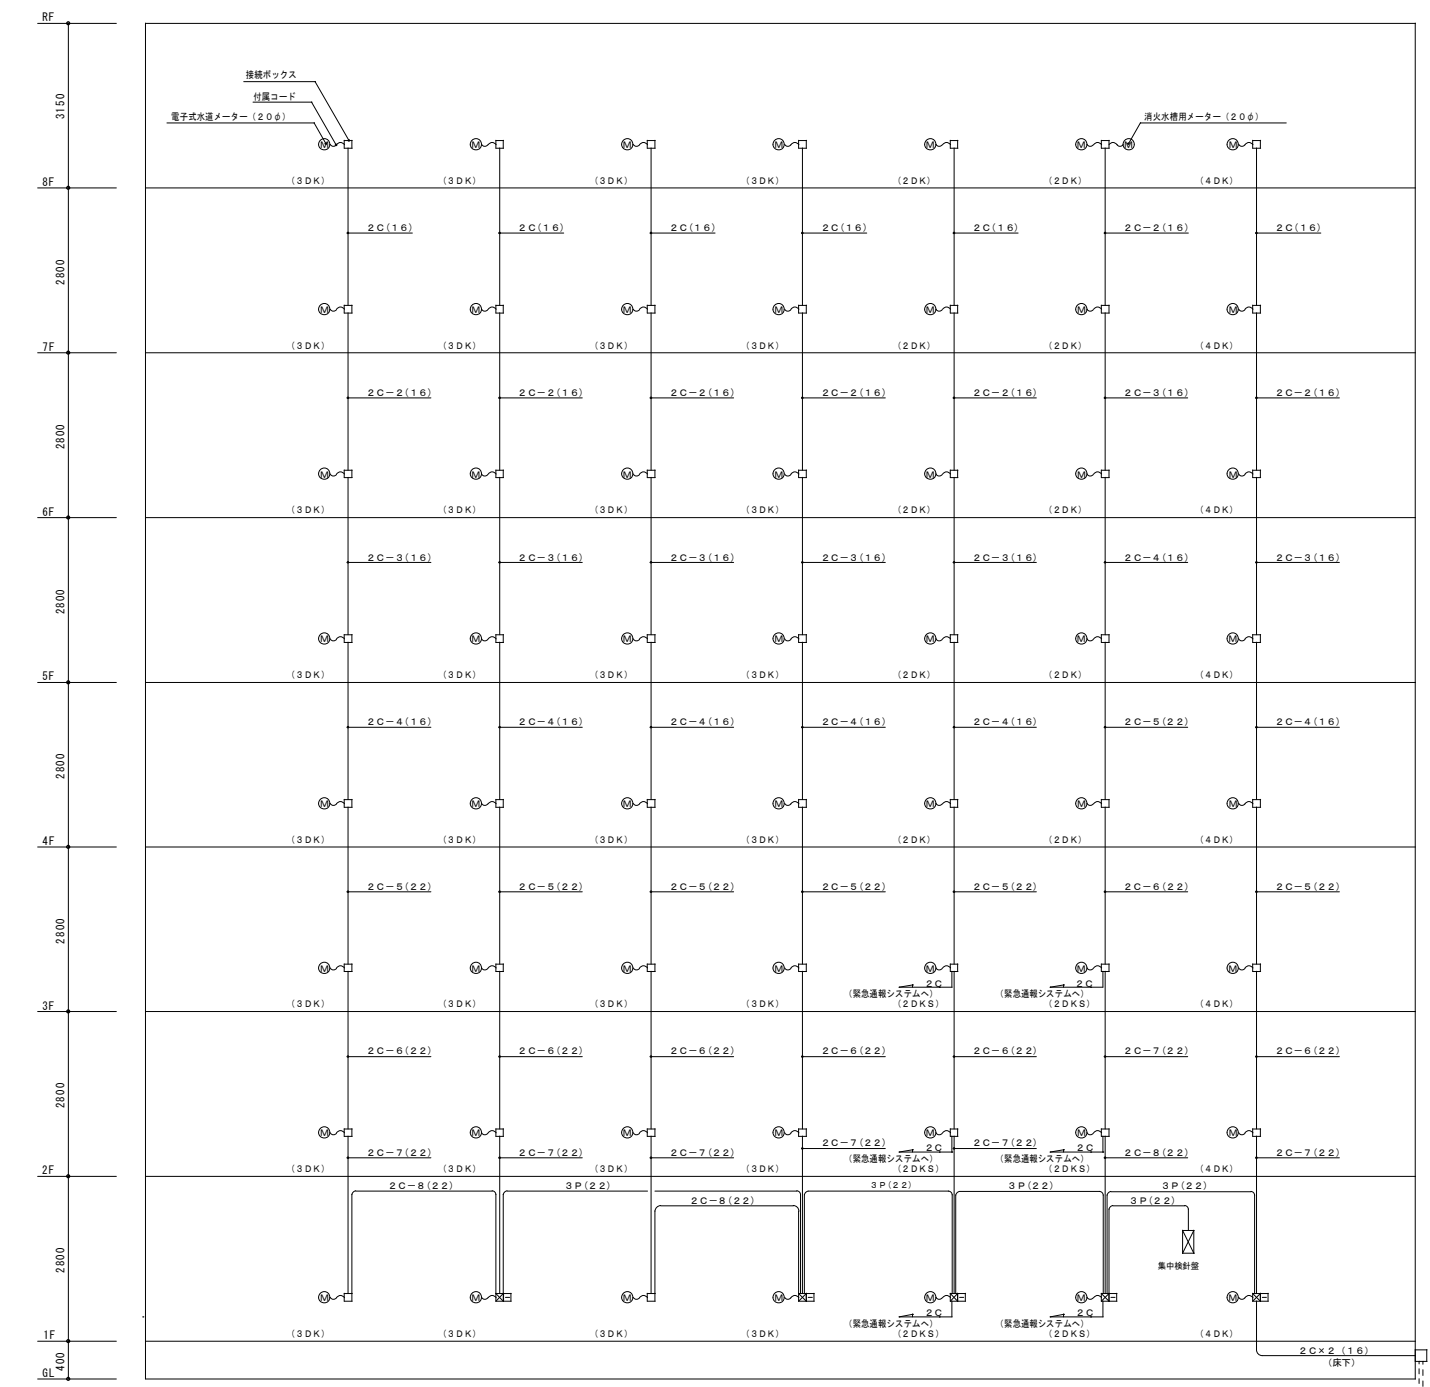 RF
接続ボックス
付属コード
電子式水道メーター（20φ）
消火水槽用メーター（20φ）
3150
M M M M M M M M
8F
（3DK） （3DK） （3DK） （3DK） （2DK） （2DK） （4DK）
2C(16) 2C(16) 2C(16) 2C(16) 2C(16) 2C−2(16) 2C(16)
2800
M M M M M M M
7F
（3DK） （3DK） （3DK） （3DK） （2DK） （2DK） （4DK）
2C−2(16) 2C−2(16) 2C−2(16) 2C−2(16) 2C−2(16) 2C−3(16) 2C−2(16)
2800
M M M M M M M
6F
（3DK） （3DK） （3DK） （3DK） （2DK） （2DK） （4DK）
2C−3(16) 2C−3(16) 2C−3(16) 2C−3(16) 2C−3(16) 2C−4(16) 2C−3(16)
2800
M M M M M M M
5F
（3DK） （3DK） （3DK） （3DK） （2DK） （2DK） （4DK）
2C−4(16) 2C−4(16) 2C−4(16) 2C−4(16) 2C−4(16) 2C−5(22) 2C−4(16)
2800
M M M M M M M
4F
（3DK） （3DK） （3DK） （3DK） （2DK） （2DK） （4DK）
2C−5(22) 2C−5(22) 2C−5(22) 2C−5(22) 2C−5(22) 2C−6(22) 2C−5(22)
2800
M M M M M M M
2C 2C
（緊急通報システムへ） （緊急通報システムへ）
3F
（3DK） （3DK） （3DK） （3DK） （2DKS） （2DKS） （4DK）
2C−6(22) 2C−6(22) 2C−6(22) 2C−6(22) 2C−6(22) 2C−7(22) 2C−6(22)
2800
M M M M M M M
2C−7(22) 2C−7(22) 2C−7(22) 2C−7(22) 2C 2C−7(22) 2C 2C−8(22) 2C−7(22)
（緊急通報システムへ） （緊急通報システムへ）
2F
（3DK） （3DK） （3DK） （3DK） （2DKS） （2DKS） （4DK）
2C−8(22) 3P(22) 3P(22) 3P(22) 3P(22)
2C−8(22) 3P(22)
2800
集中検針盤
M M M M M M M
2C 2C
（緊急通報システムへ） （緊急通報システムへ）
1F
（3DK） （3DK） （3DK） （3DK） （2DKS） （2DKS） （4DK）
400
2C×2 (16)
（床下）
GL